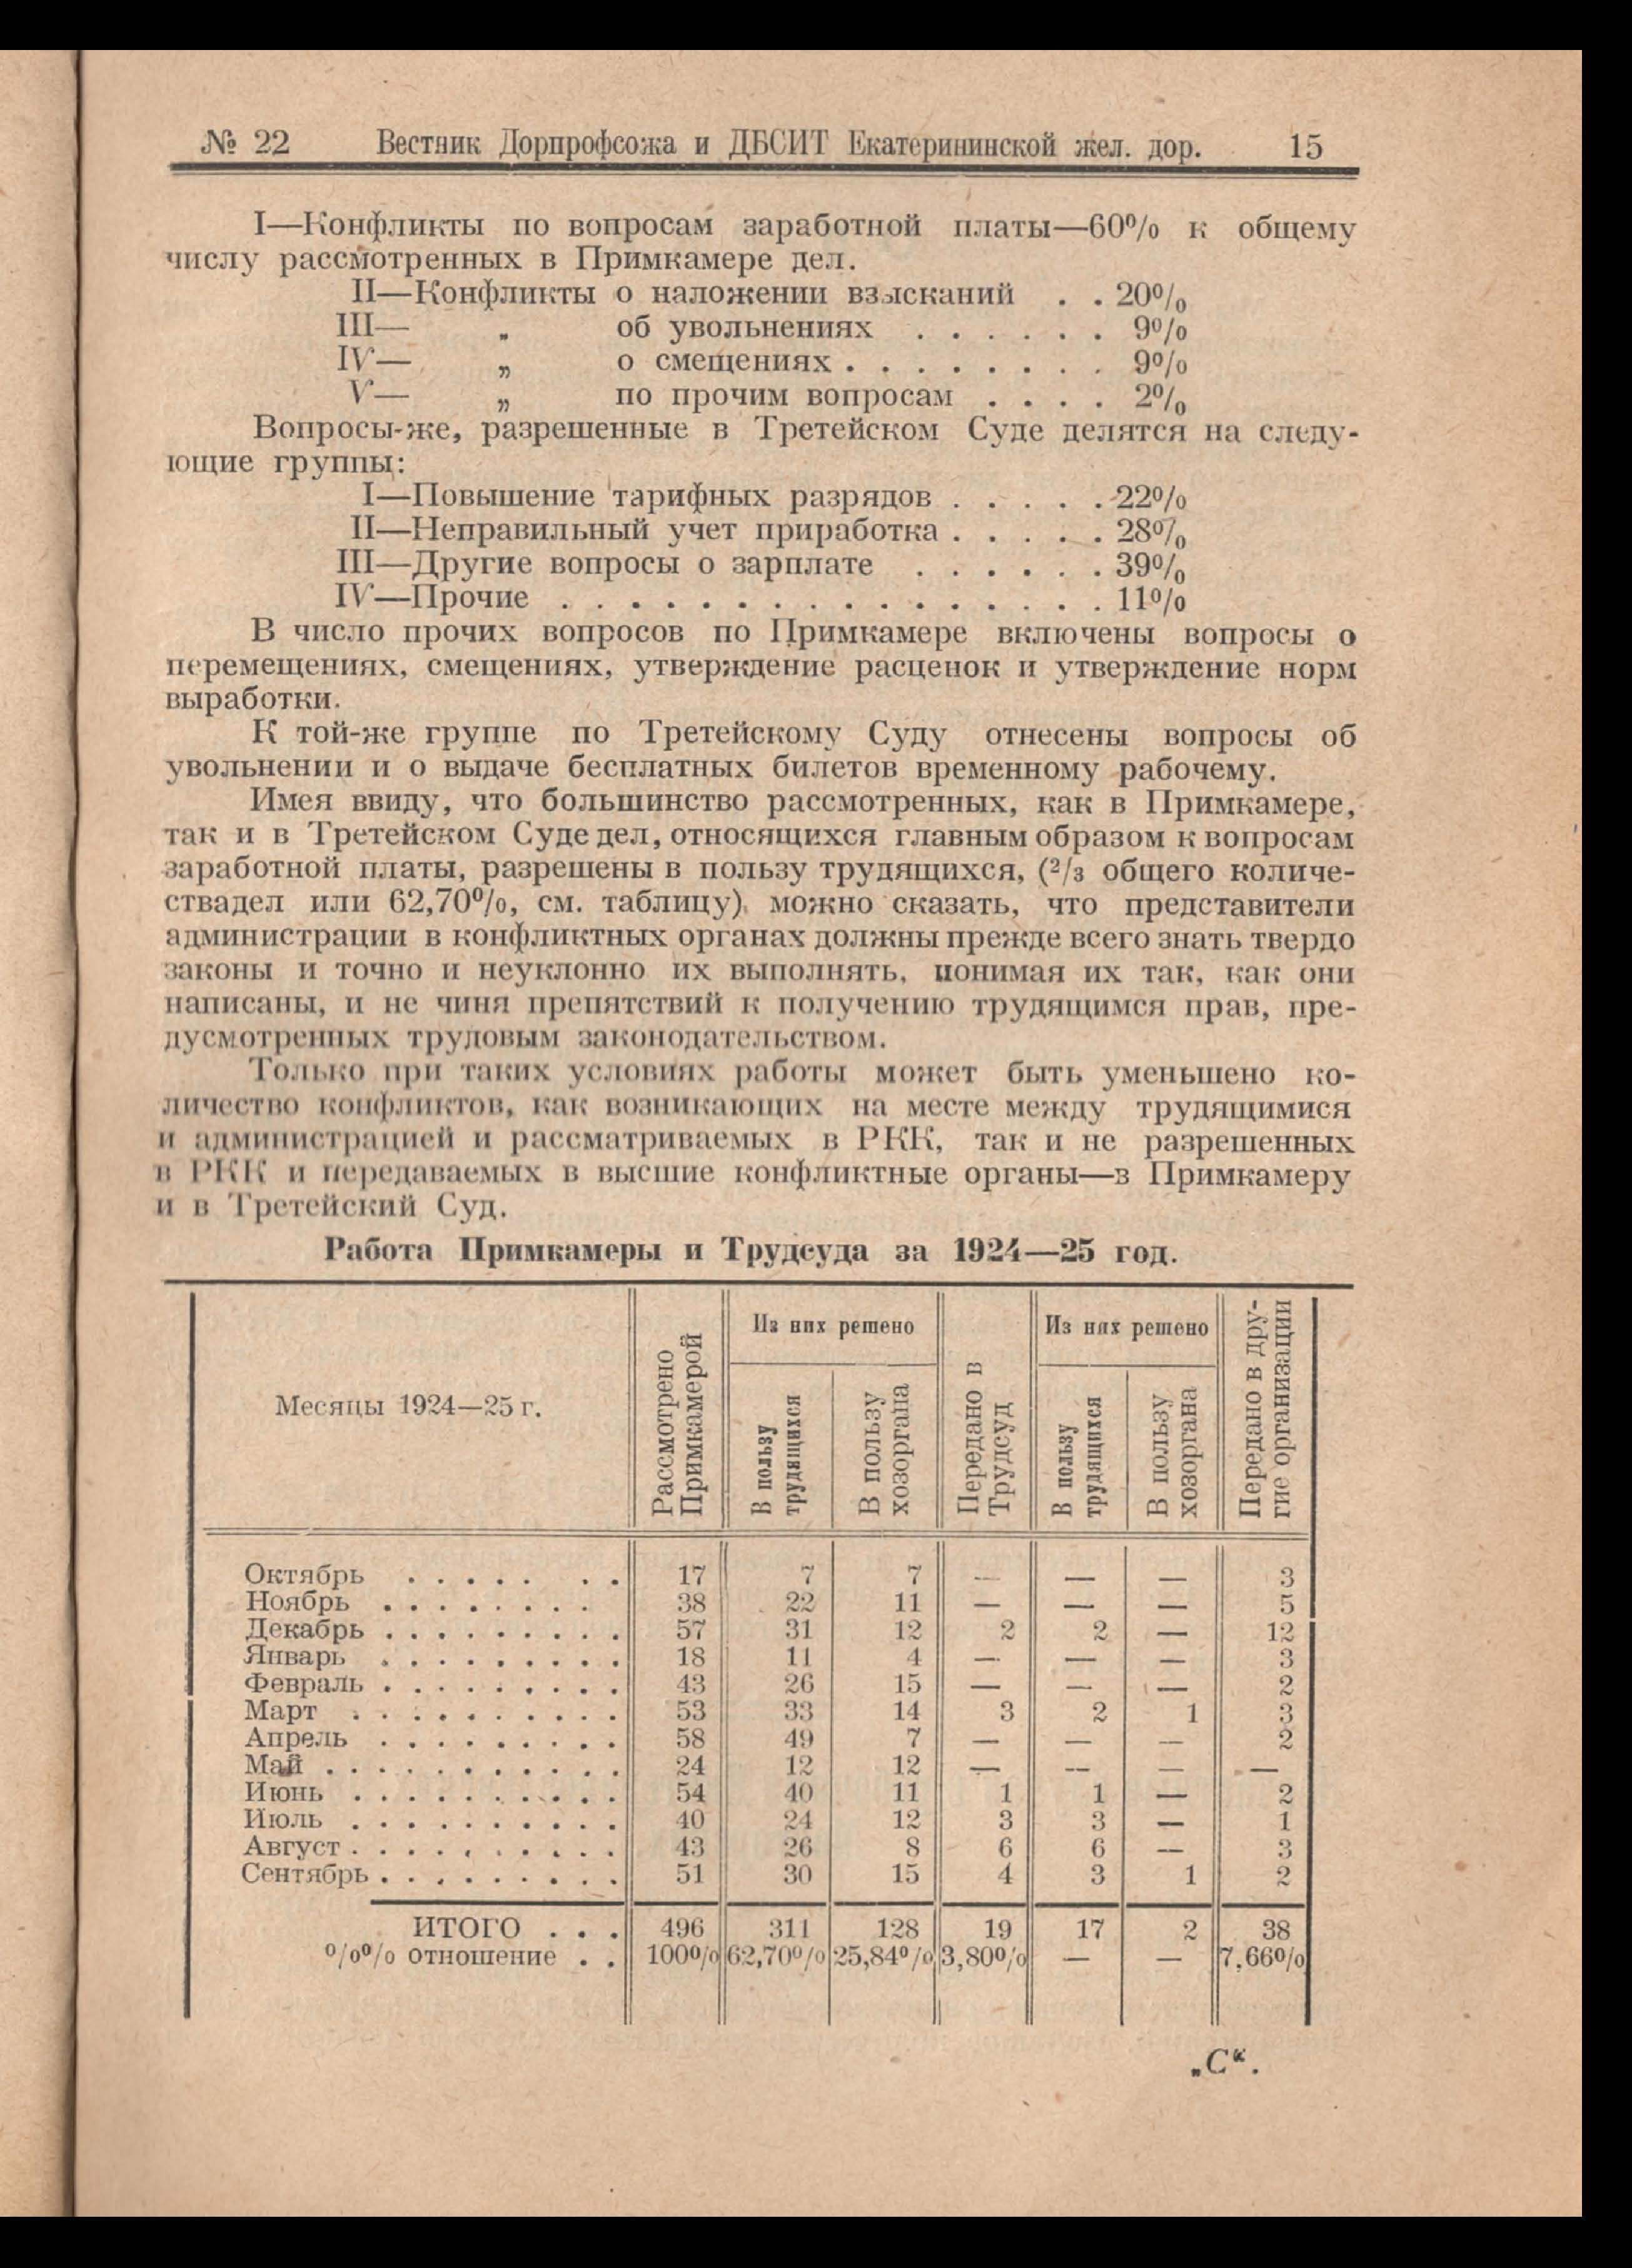 № 22 Вестник Дорпрофсожа и ДБСИТ Екатерининской жел. дор. 15
I—Конфликты по вопросам заработной платы—60% к общему
числу рассмотренных в Примкамере дел.
II—Конфликты о наложении взысканий . . 20%
III— „ об увольнениях . . . . . . 9%
IV— „ о смещениях . . . . . . . . 9%
V— „ по прочим вопросам . . . . 2%
Вопросы-же, разрешенные в Третейском Суде делятся на следу-
ющие группы:
I—Повышение тарифных разрядов . . . . . 22%
II—Неправильный учет приработка . . . . . 28%
III—Другие вопросы о зарплате . . . . . . 39%
IV—Прочие . . . . . . . . . . . . . . . . 11%
В число прочих вопросов по Примкамере включены вопросы о
перемещениях, смещениях, утверждение расценок и утверждение норм
выработки.
К той-же группе по Третейскому Суду отнесены вопросы об
увольнении и о выдаче бесплатных билетов временному рабочему.
Имея ввиду, что большинство рассмотренных, как в Примкамере,
так и в Третейском Суде дел, относящихся главным образом к вопросам
заработной платы, разрешены в пользу трудящихся, (2/3 общего количе-
ствадел или 62,70%, см. таблицу) можно сказать, что представители
администрации в конфликтных органах должны прежде всего знать твердо
законы и точно и неуклонно их выполнять, понимая их так, как они
написаны, и не чиня препятствий к получению трудящимся прав, пре-
дусмотренных трудовым законодательством.
Только при таких условиях работы может быть уменьшено ко-
личество конфликтов, как возникающих на месте между трудящимися
и администрацией и рассматриваемых в РКК, так и не разрешенных
в РКК и передаваемых в высшие конфликтные органы—в Примкамеру
и в Третейский Суд.
Работа Примкамеры и Трудсуда за 1924—25 год.
Месяцы 1924—25 г.
Рассмотрено
Примкамерой
Из них решено
В пользу
трудящихся
В пользу
хозоргана
Передано в
Трудсуд
Из них решено
В пользу
трудящихся
В пользу
хозоргана
Передано в дру-
гие организации
Октябрь . . . . . . . 17 7 7 — — — 3
Ноябрь . . . . . . . . 38 22 11 — — — 5
Декабрь . . . . . . . . . 57 31 12 2 2 — 12
Январь . . . . . . . . . 18 11 4 — — — 3
Февраль . . . . . . . . . 43 26 15 — — — 2
Март . . . . . . . . . . 53 33 14 3 2 1 3
Апрель . . . . . . . . . 58 49 7 — — — 2
Май . . . . . . . . . . . 24 12 12 — — — —
Июнь . . . . . . . . . . 54 40 11 1 1 — 2
Июль . . . . . . . . . . 40 24 12 3 3 — 1
Август . . . . . . . . . . 43 26 8 6 6 — 3
Сентябрь . . . . . . . . . 51 30 15 4 3 1 2
ИТОГО . . . 496 311 128 19 17 2 38
%% отношение . . 100% 62,70% 25,84% 3,80% — — 7,66%
„С“.